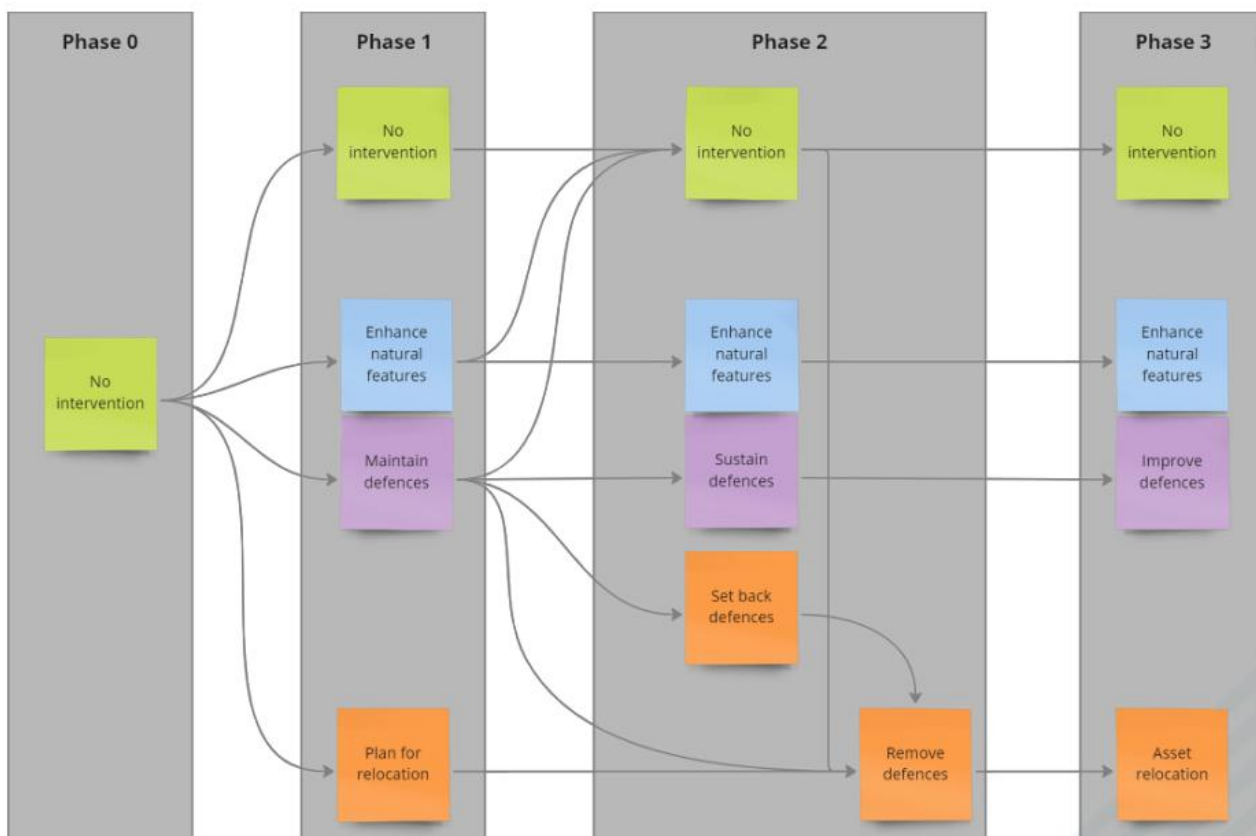 Phase 0
Phase 1
Phase 2
Phase 3
No
intervention
No
intervention
No
intervention
No
intervention
Enhance
natural
features
Enhance
natural
features
Enhance
natural
features
Maintain
defences
Sustain
defences
Improve
defences
Set back
defences
Plan for
relocation
Remove
defences
Asset
relocation